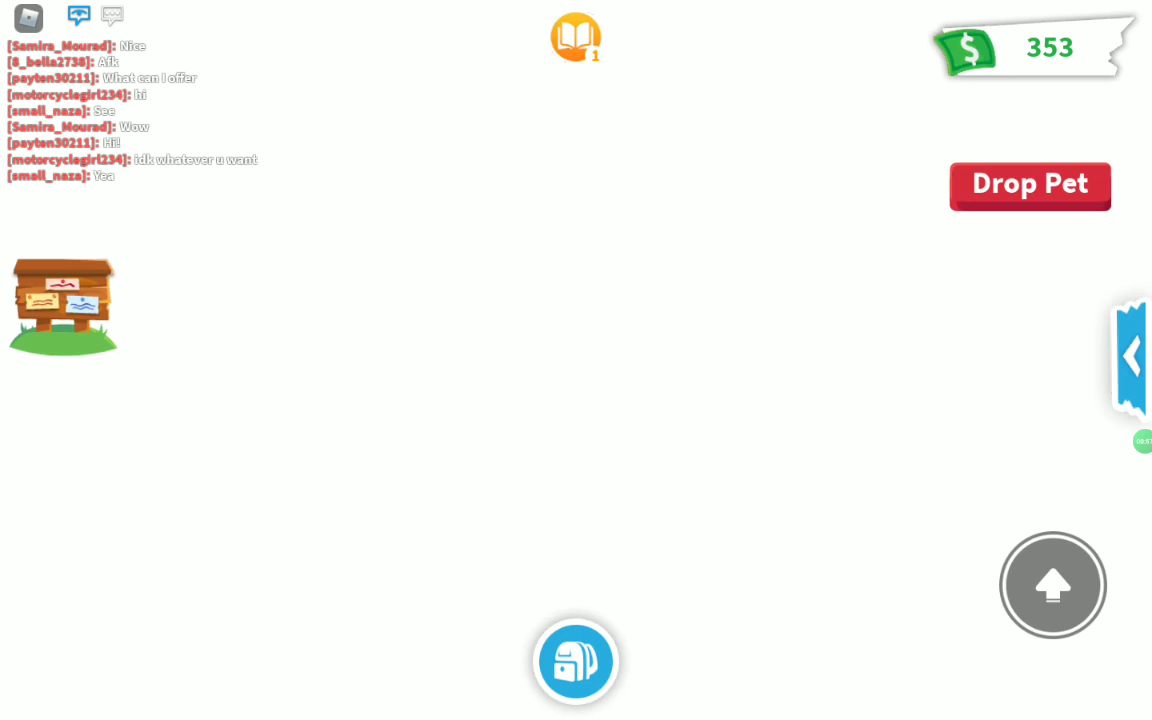 [Samira_Mourad]: Nice
[8_bella2738]: Afk
[payten30211]: What can I offer
[motorcyclegirl234]: hi
[small_naza]: See
[Samira_Mourad]: Wow
[payten30211]: Hi!
[motorcyclegirl234]: idk whatever u want
[small_naza]: Yea
1
$ 353
Drop Pet